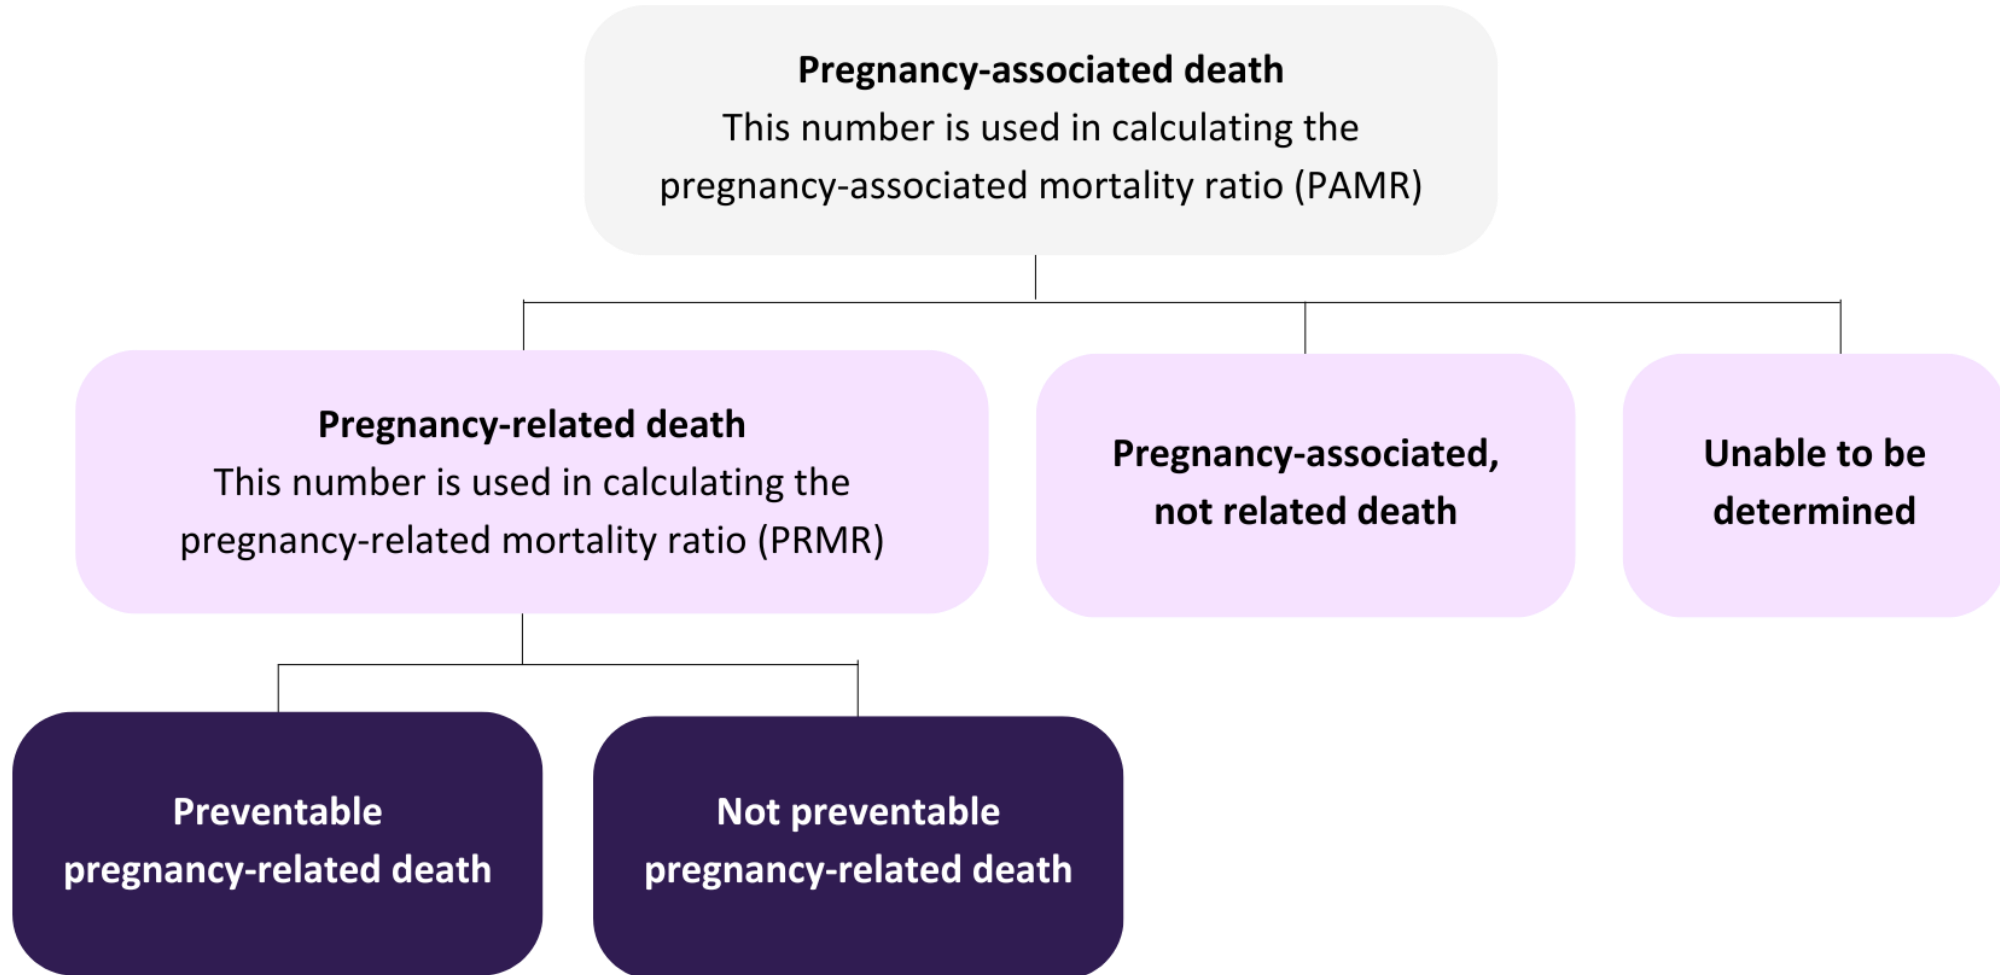 Pregnancy-associated death
This number is used in calculating the
pregnancy-associated mortality ratio (PAMR)
Pregnancy-related death
This number is used in calculating the
pregnancy-related mortality ratio (PRMR)
Pregnancy-associated,
not related death
Unable to be
determined
Preventable
pregnancy-related death
Not preventable
pregnancy-related death